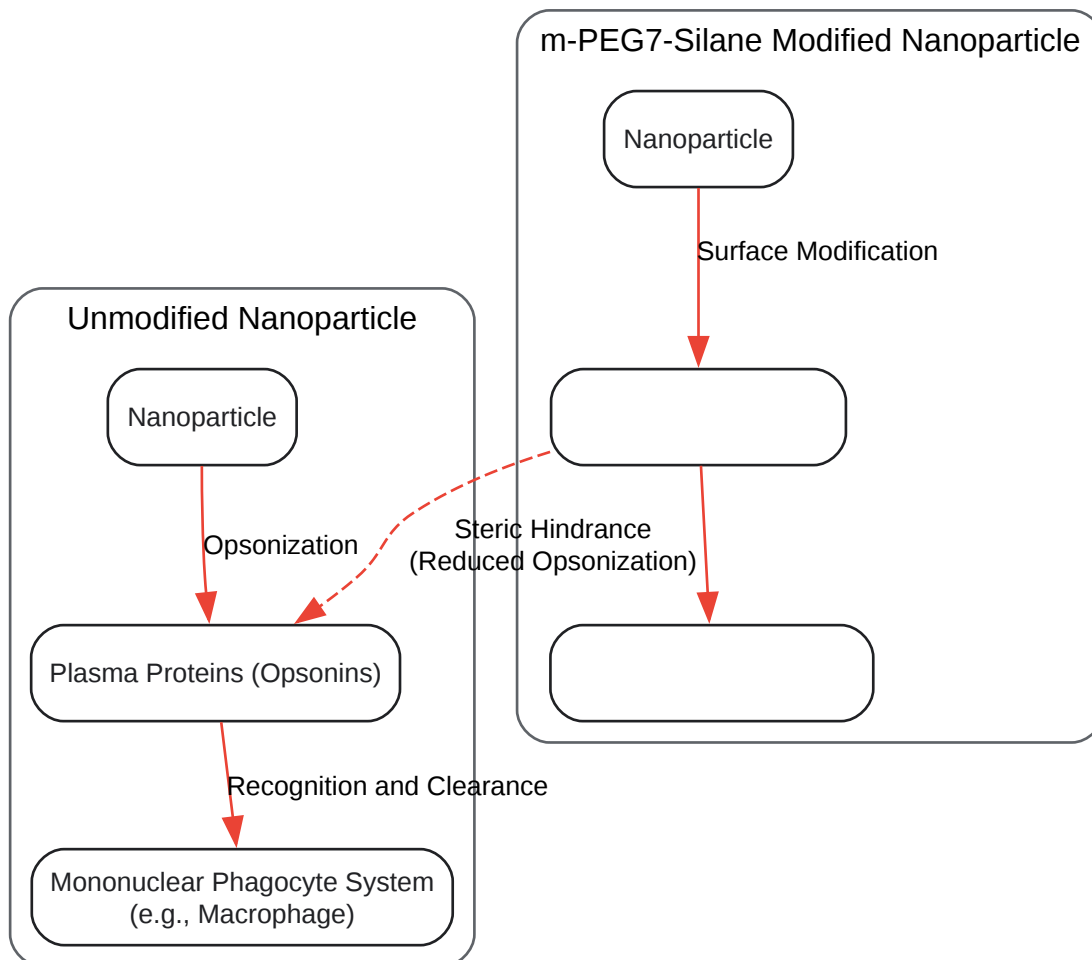 m-PEG7-Silane Modified Nanoparticle
Nanoparticle
Surface Modification
Unmodified Nanoparticle
Nanoparticle
Opsonization
Steric Hindrance
(Reduced Opsonization)
Plasma Proteins (Opsonins)
Recognition and Clearance
Mononuclear Phagocyte System
(e.g., Macrophage)